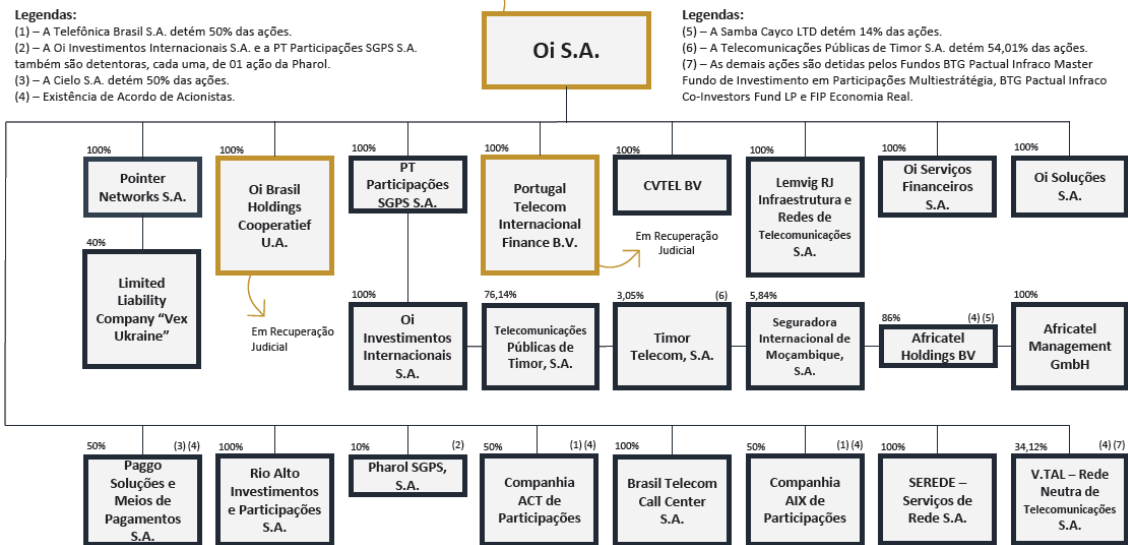 Legendas:
(1) – A Telefônica Brasil S.A. detém 50% das ações.
(2) – A Oi Investimentos Internacionais S.A. e a PT Participações SGPS S.A.
também são detentoras, cada uma, de 01 ação da Pharol.
(3) – A Cielo S.A. detém 50% das ações.
(4) – Existência de Acordo de Acionistas.
Oi S.A.
Legendas:
(5) – A Samba Cayco LTD detém 14% das ações.
(6) – A Telecomunicações Públicas de Timor S.A. detém 54,01% das ações.
(7) – As demais ações são detidas pelos Fundos BTG Pactual Infraco Master
Fundo de Investimento em Participações Multiestratégia, BTG Pactual Infraco
Co-Investors Fund LP e FIP Economia Real.
100%
Pointer
Networks S.A.
100%
Oi Brasil
Holdings
Cooperatief
U.A.
100%
PT
Participações
SGPS S.A.
100%
Portugal
Telecom
Internacional
Finance B.V.
100%
CVTEL BV
100%
Lemvig RJ
Infraestrutura e
Redes de
Telecomunicações
S.A.
100%
Oi Serviços
Financeiros
S.A.
100%
Oi Soluções
S.A.
Em Recuperação
Judicial
40%
Limited
Liability
Company “Vex
Ukraine”
Em Recuperação
Judicial
100%
Oi
Investimentos
Internacionais
S.A.
76,14%
Telecomunicações
Públicas de
Timor, S.A.
3,05% (6)
Timor
Telecom, S.A.
5,84%
Seguradora
Internacional de
Moçambique,
S.A.
86% (4) (5)
Africatel
Holdings BV
100%
Africatel
Management
GmbH
50% (3) (4)
Paggo
Soluções e
Meios de
Pagamentos
S.A.
100%
Rio Alto
Investimentos
e Participações
S.A.
10% (2)
Pharol SGPS,
S.A.
50% (1) (4)
Companhia
ACT de
Participações
100%
Brasil Telecom
Call Center
S.A.
50% (1) (4)
Companhia
AIX de
Participações
100%
SEREDE –
Serviços de
Rede S.A.
34,12% (4) (7)
V.TAL – Rede
Neutra de
Telecomunicações
S.A.